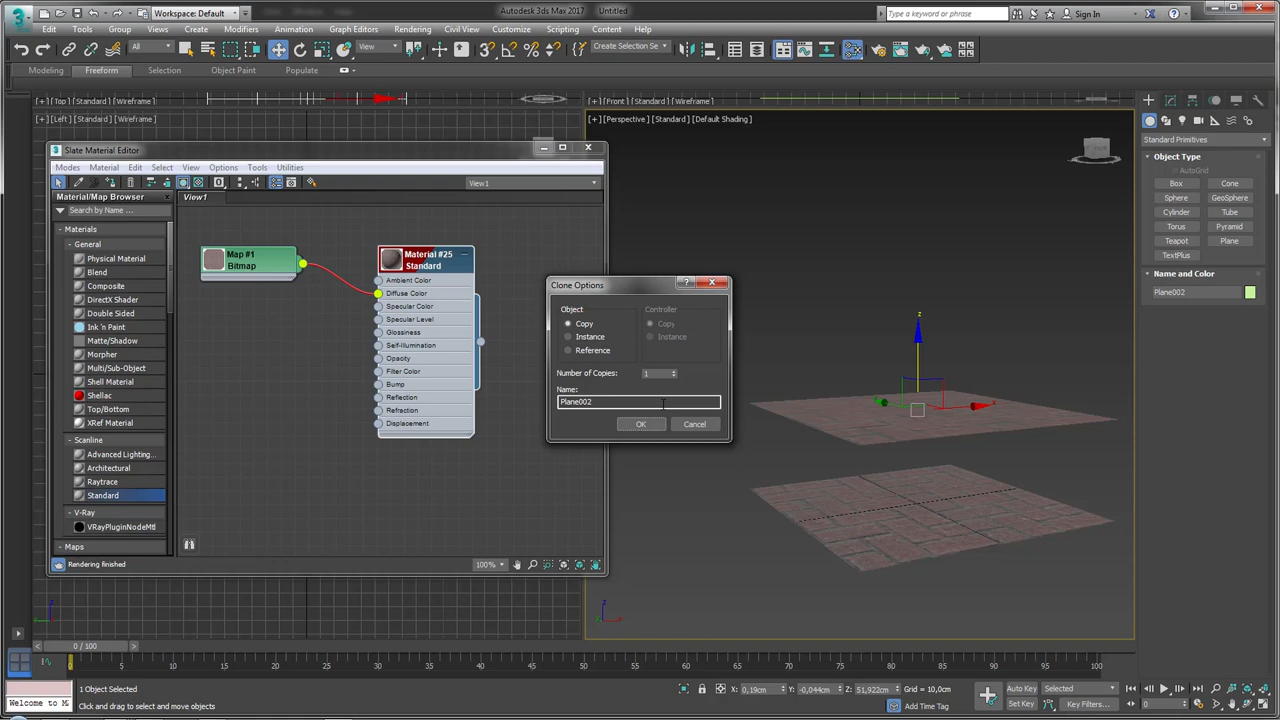 Workspace: Default
Autodesk 3ds Max 2017 Untitled
Type a keyword or phrase
Sign In
Edit Tools Group Views Create Modifiers Animation Graph Editors Rendering Civil View Customize Scripting Content Help
All
View
Create Selection Se
Modeling Freeform Selection Object Paint Populate
[+] [Top] [Standard] [Wireframe]
[+] [Front] [Standard] [Wireframe]
[+] [Left] [Standard] [Wireframe]
[+] [Perspective] [Standard] [Default Shading]
Slate Material Editor
Modes Material Edit Select View Options Tools Utilities
View1
Material/Map Browser
View1
Search by Name ...
- Materials
- General
Physical Material
Blend
Composite
DirectX Shader
Double Sided
Ink 'n Paint
Matte/Shadow
Morpher
Multi/Sub-Object
Shell Material
Shellac
Top/Bottom
XRef Material
- Scanline
Advanced Lighting...
Architectural
Raytrace
Standard
- V-Ray
VRayPluginNodeMtl
- Maps
Rendering finished
100%
Map #1
Bitmap
Material #25
Standard
Ambient Color
Diffuse Color
Specular Color
Specular Level
Glossiness
Self-Illumination
Opacity
Filter Color
Bump
Reflection
Refraction
Displacement
Clone Options
Object
Copy
Instance
Reference
Controller
Copy
Instance
Number of Copies: 1
Name:
Plane002
OK Cancel
Standard Primitives
Object Type
AutoGrid
Box Cone
Sphere GeoSphere
Cylinder Tube
Torus Pyramid
Teapot Plane
TextPlus
Name and Color
Plane002
z
x
z
x
z
0 / 100
0 5 10 15 20 25 30 35 40 45 50 55 60 65 70 75 80 85 90 95 100
1 Object Selected
Click and drag to select and move objects
Welcome to M
X: 0,19cm Y: -0,044cm Z: 51,922cm Grid = 10,0cm
Add Time Tag
Auto Key Selected
Set Key Key Filters...
0